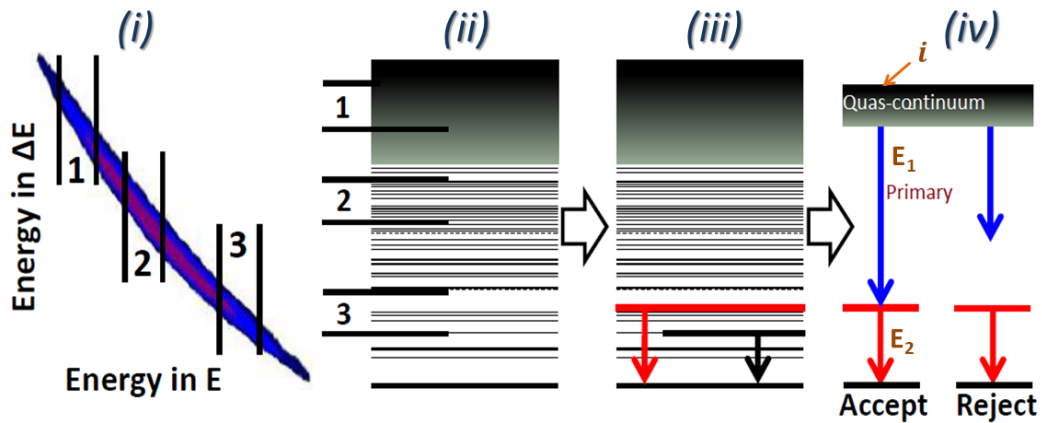 (i)
(ii)
(iii)
(iv)
Energy in ΔE
1
2
3
Energy in E
1
2
3
i
Quas-continuum
E₁
Primary
E₂
Accept
Reject